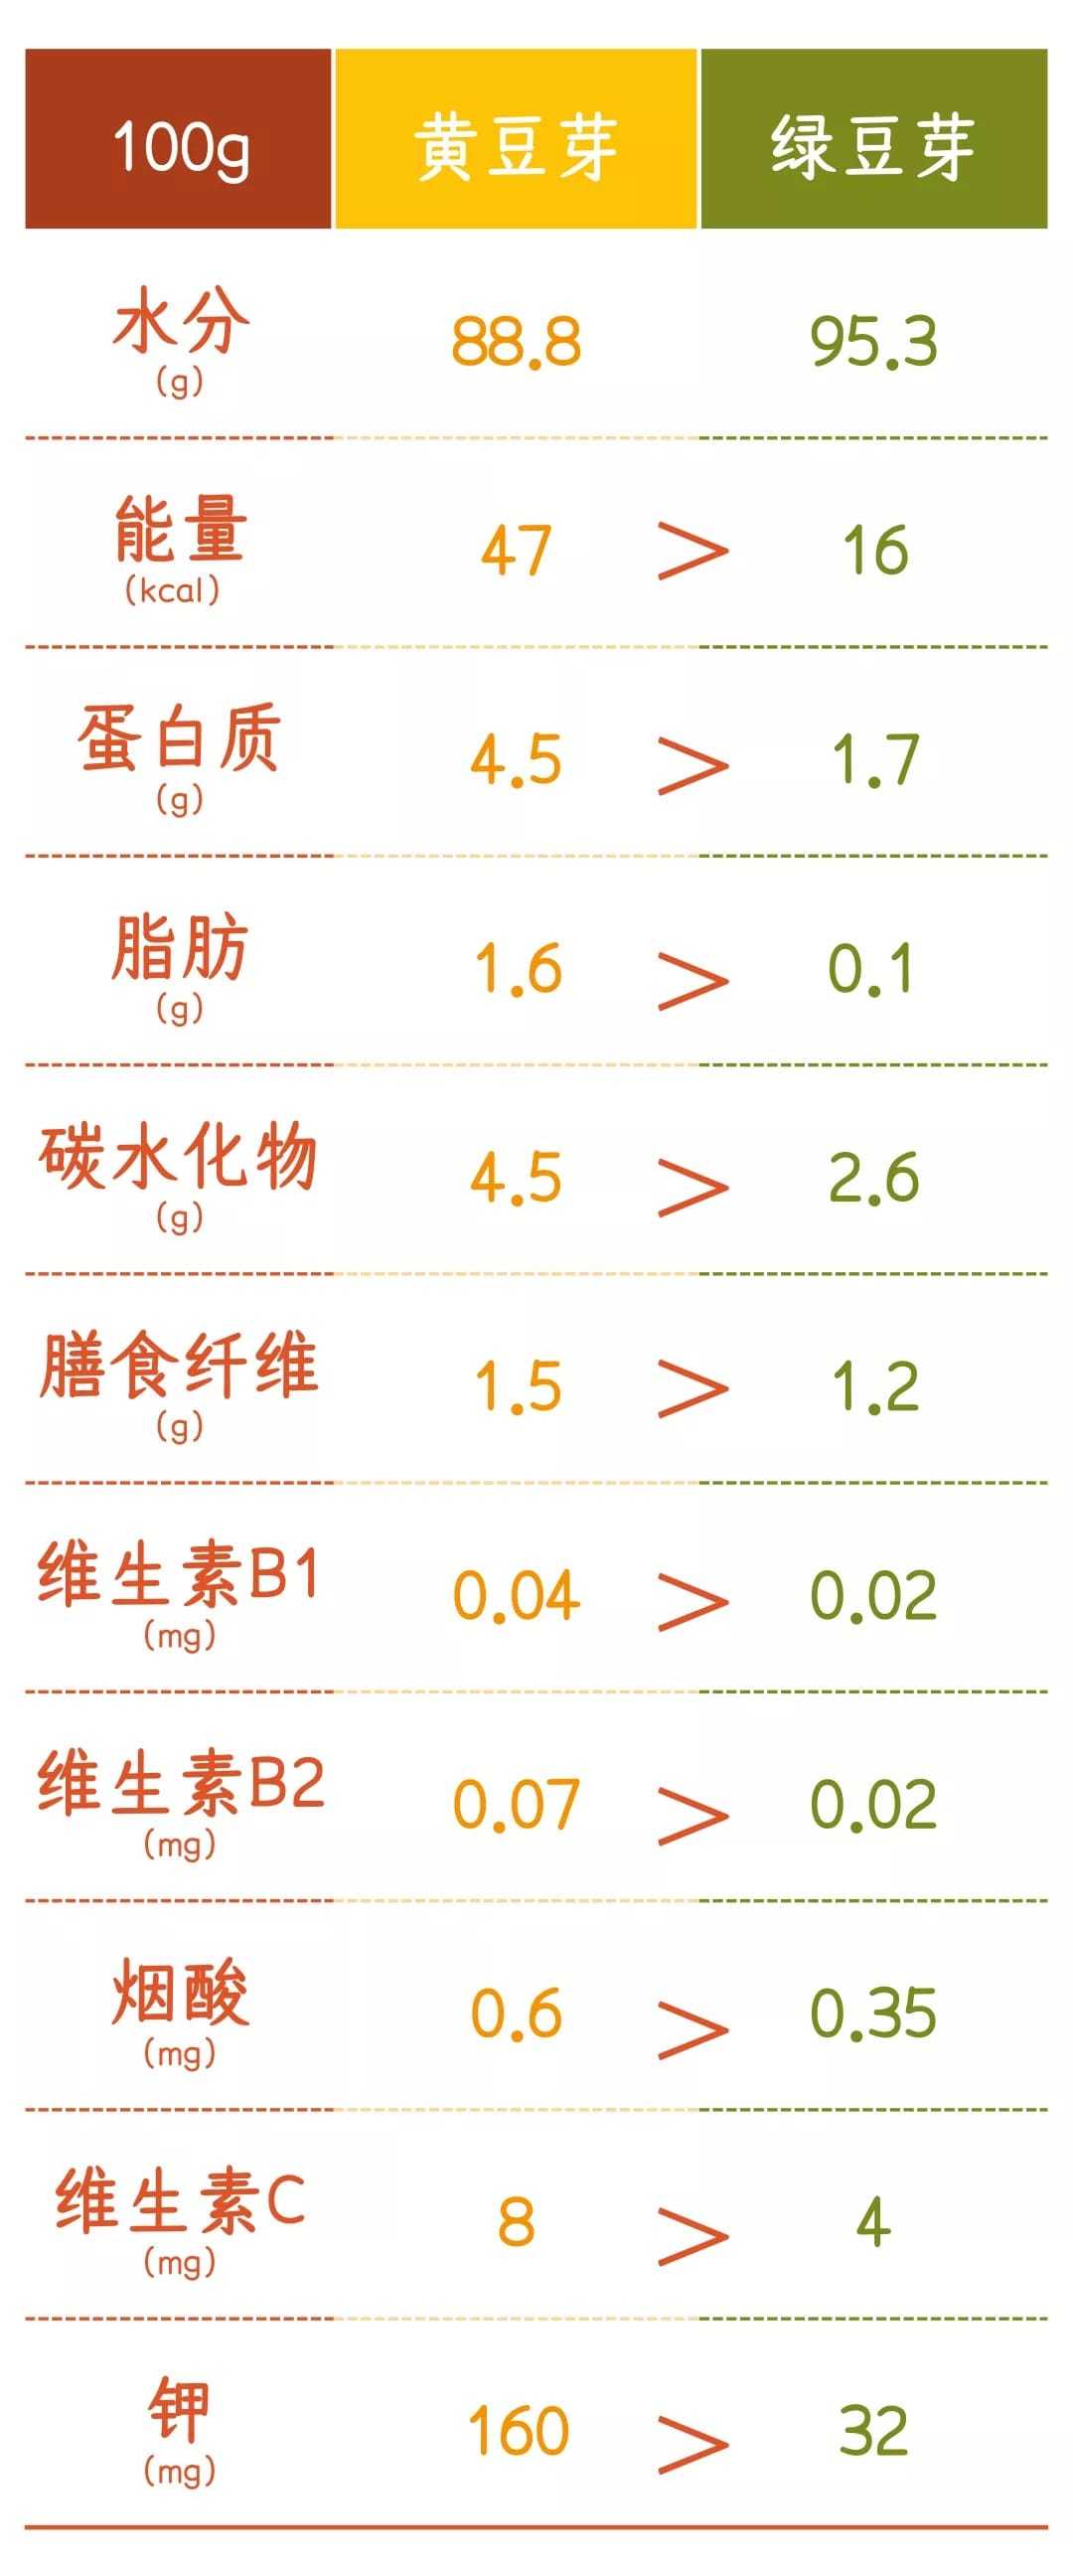 100g 黄豆芽 绿豆芽
水分 88.8 95.3
(g)
能量 47 > 16
(kcal)
蛋白质 4.5 > 1.7
(g)
脂肪 1.6 > 0.1
(g)
碳水化物 4.5 > 2.6
(g)
膳食纤维 1.5 > 1.2
(g)
维生素B1 0.04 > 0.02
(mg)
维生素B2 0.07 > 0.02
(mg)
烟酸 0.6 > 0.35
(mg)
维生素C 8 > 4
(mg)
钾 160 > 32
(mg)